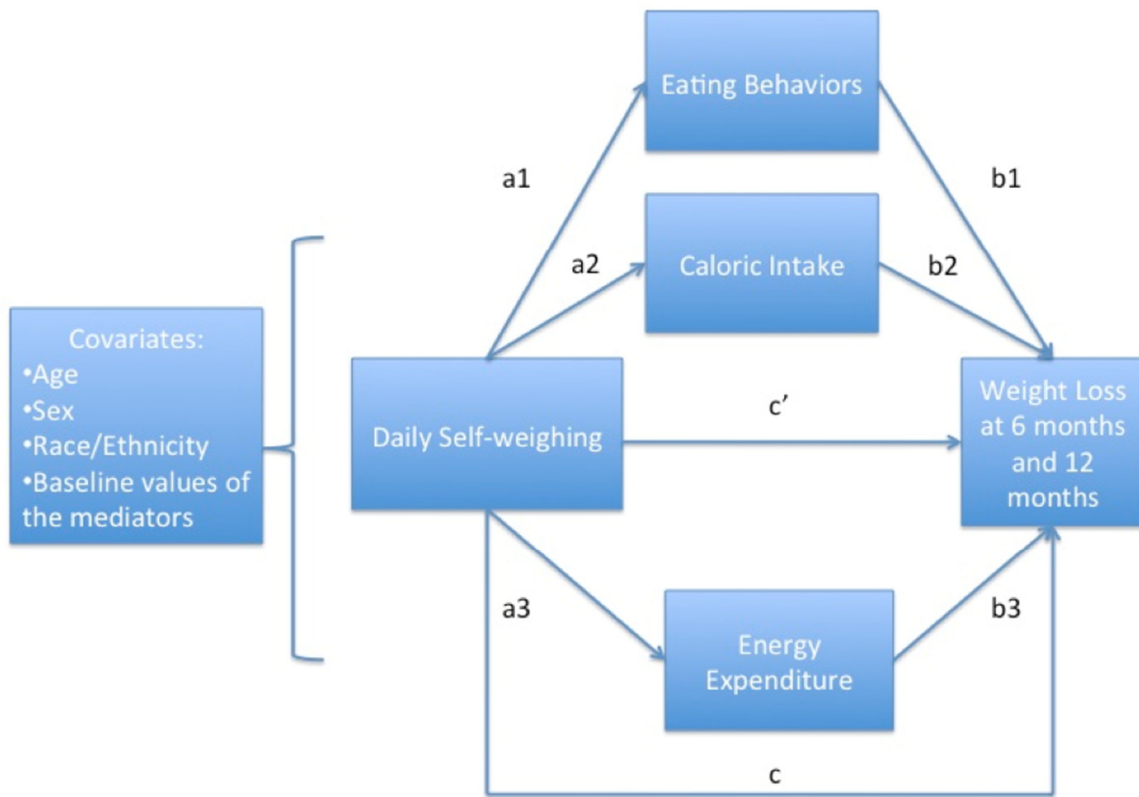 Eating Behaviors
a1
b1
a2
Caloric Intake
b2
Covariates:
•Age
•Sex
•Race/Ethnicity
•Baseline values of
the mediators
Daily Self-weighing
c’
Weight Loss
at 6 months
and 12
months
a3
b3
Energy
Expenditure
c